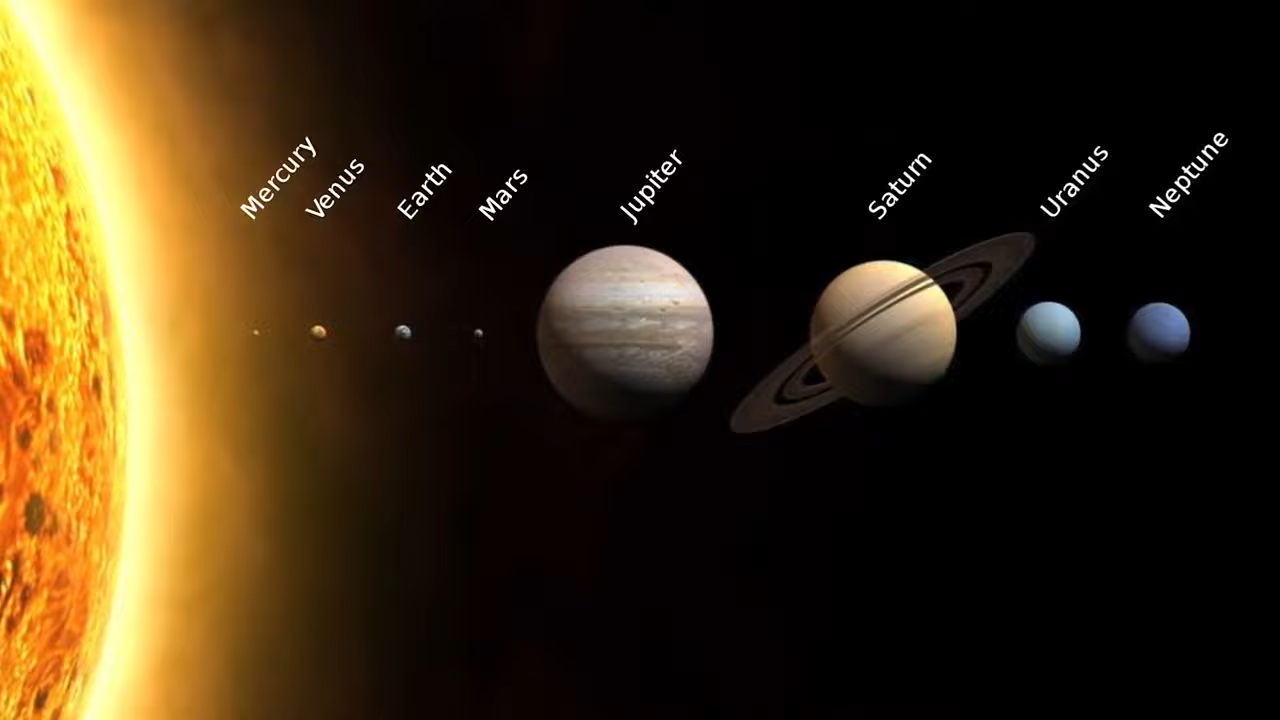 Mercury
Venus
Earth
Mars
Jupiter
Saturn
Uranus
Neptune